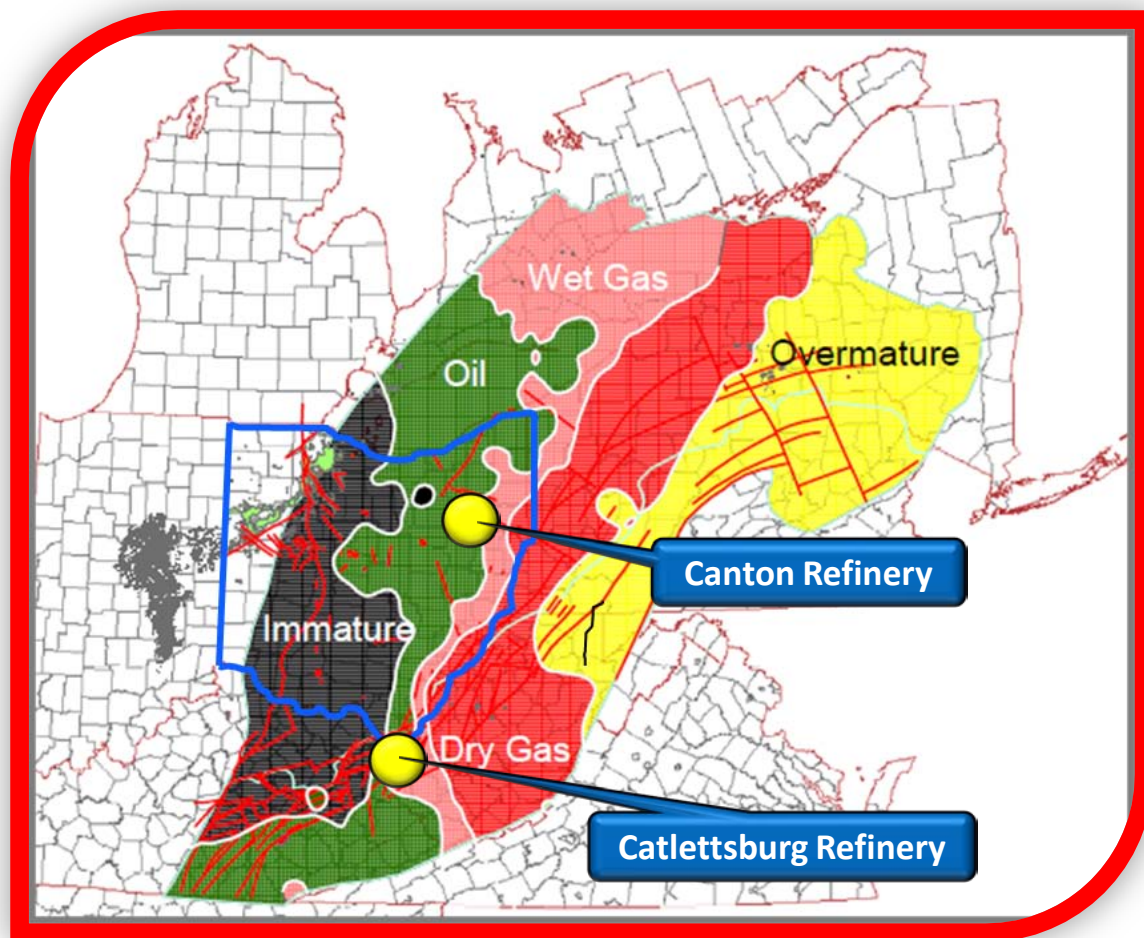 Wet Gas
Oil
Overmature
Canton Refinery
Immature
Dry Gas
Catlettsburg Refinery